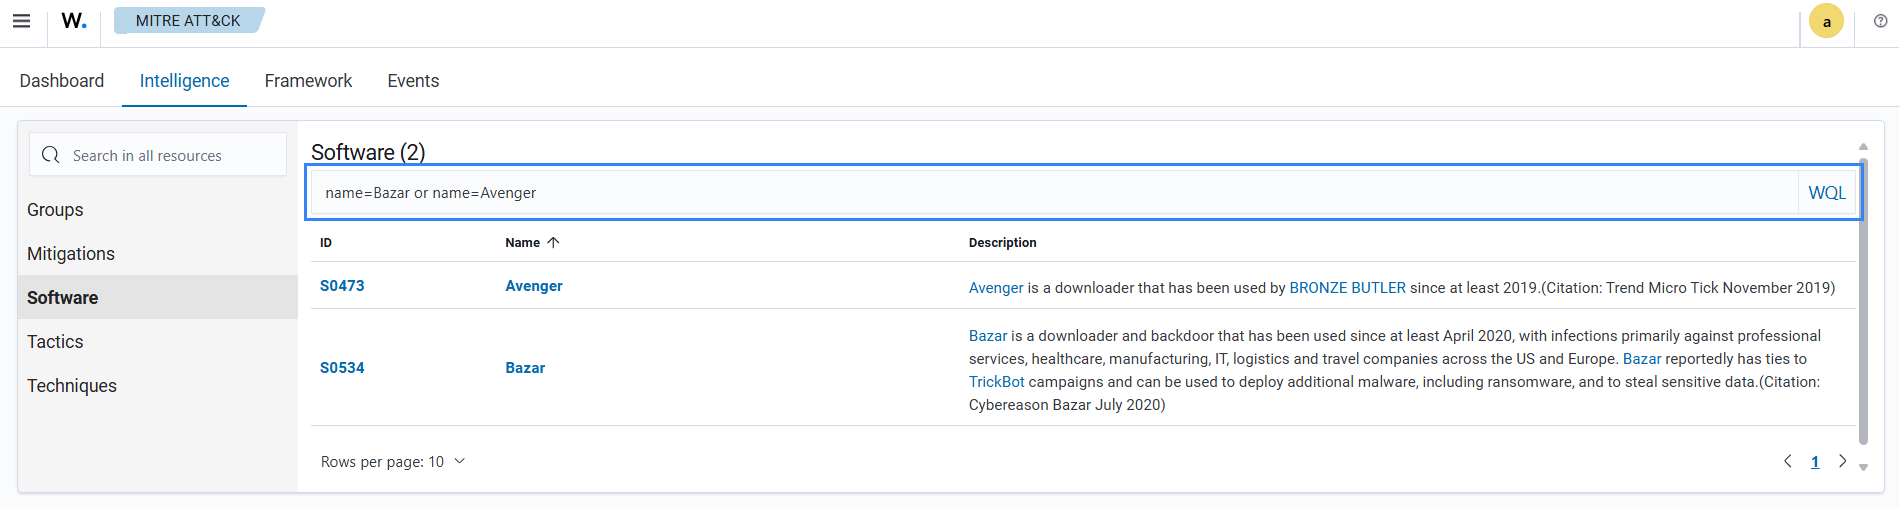 W.
MITRE ATT&CK
a
Dashboard
Intelligence
Framework
Events
Search in all resources
Groups
Mitigations
Software
Tactics
Techniques
Software (2)
name=Bazar or name=Avenger
WQL
ID Name Description
S0473 Avenger Avenger is a downloader that has been used by BRONZE BUTLER since at least 2019.(Citation: Trend Micro Tick November 2019)
S0534 Bazar Bazar is a downloader and backdoor that has been used since at least April 2020, with infections primarily against professional
services, healthcare, manufacturing, IT, logistics and travel companies across the US and Europe. Bazar reportedly has ties to
TrickBot campaigns and can be used to deploy additional malware, including ransomware, and to steal sensitive data.(Citation:
Cybereason Bazar July 2020)
Rows per page: 10
1